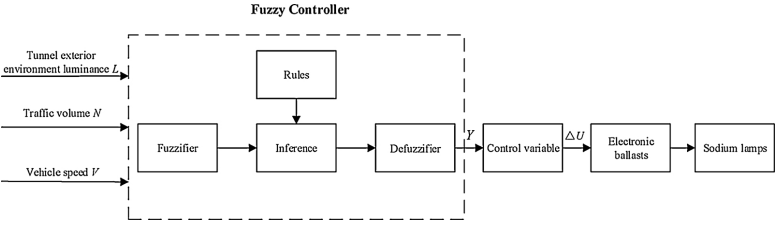 Fuzzy Controller
Tunnel exterior
environment luminance L
Traffic volume N
Vehicle speed V
Rules
Fuzzifier
Inference
Defuzzifier
Y
Control variable
△U
Electronic
ballasts
Sodium lamps